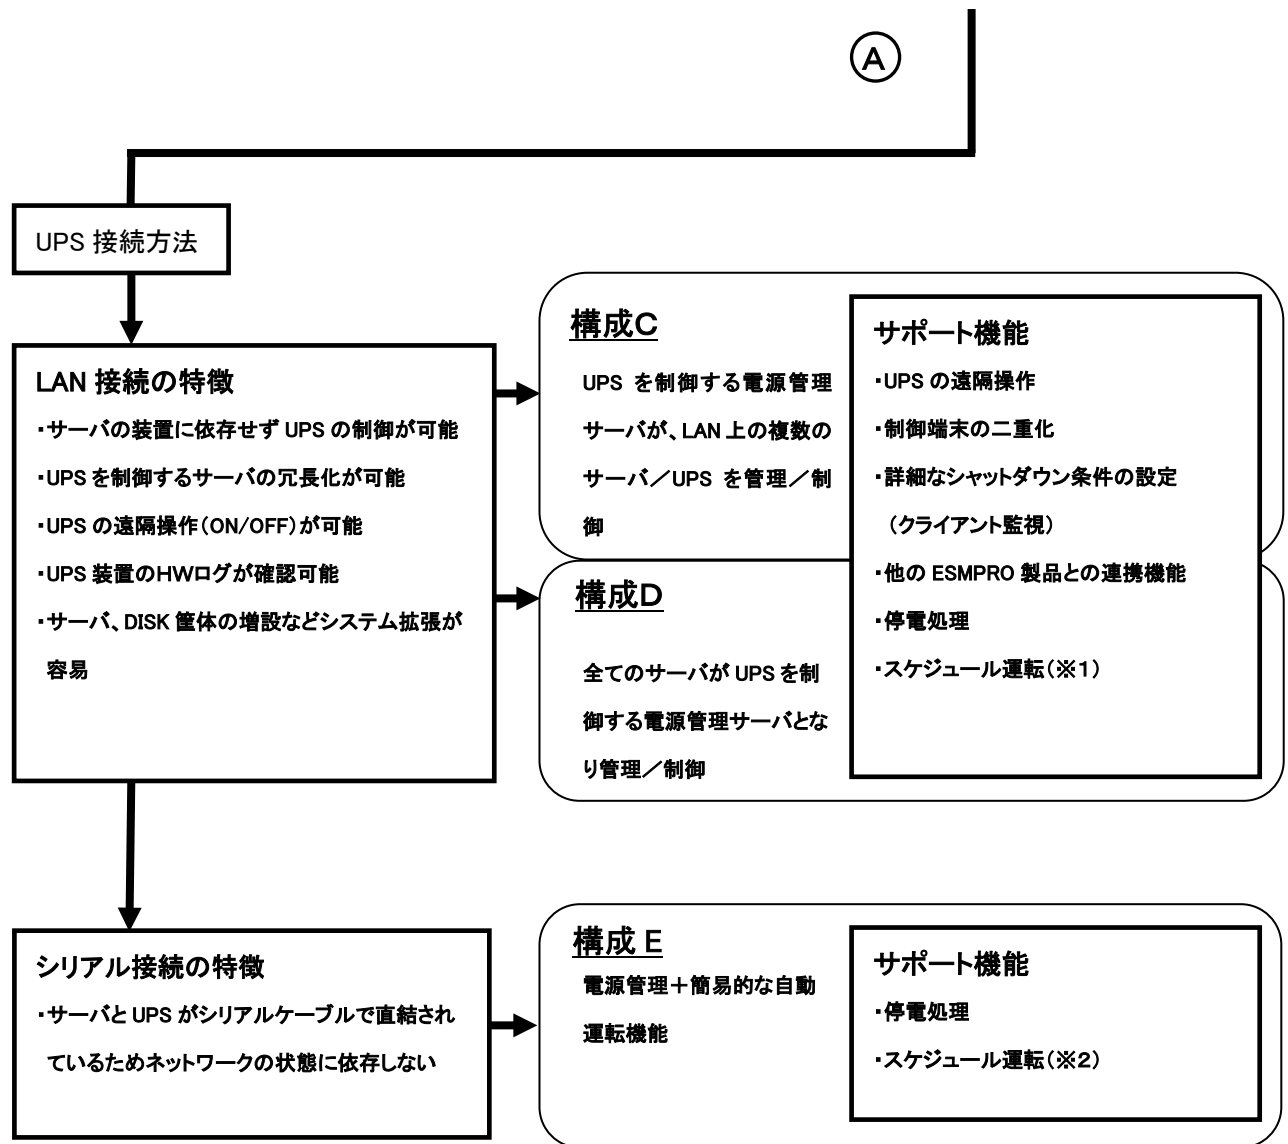 A
UPS 接続方法
LAN 接続の特徴
・サーバの装置に依存せず UPS の制御が可能
・UPS を制御するサーバの冗長化が可能
・UPS の遠隔操作(ON/OFF)が可能
・UPS 装置のHWログが確認可能
・サーバ、DISK 筐体の増設などシステム拡張が
容易
構成C
UPS を制御する電源管理
サーバが、LAN 上の複数の
サーバ/UPS を管理/制
御
構成D
全てのサーバが UPS を制
御する電源管理サーバとな
り管理/制御
サポート機能
・UPS の遠隔操作
・制御端末の二重化
・詳細なシャットダウン条件の設定
(クライアント監視)
・他の ESMPRO 製品との連携機能
・停電処理
・スケジュール運転(※1)
シリアル接続の特徴
・サーバと UPS がシリアルケーブルで直結され
ているためネットワークの状態に依存しない
構成 E
電源管理+簡易的な自動
運転機能
サポート機能
・停電処理
・スケジュール運転(※2)